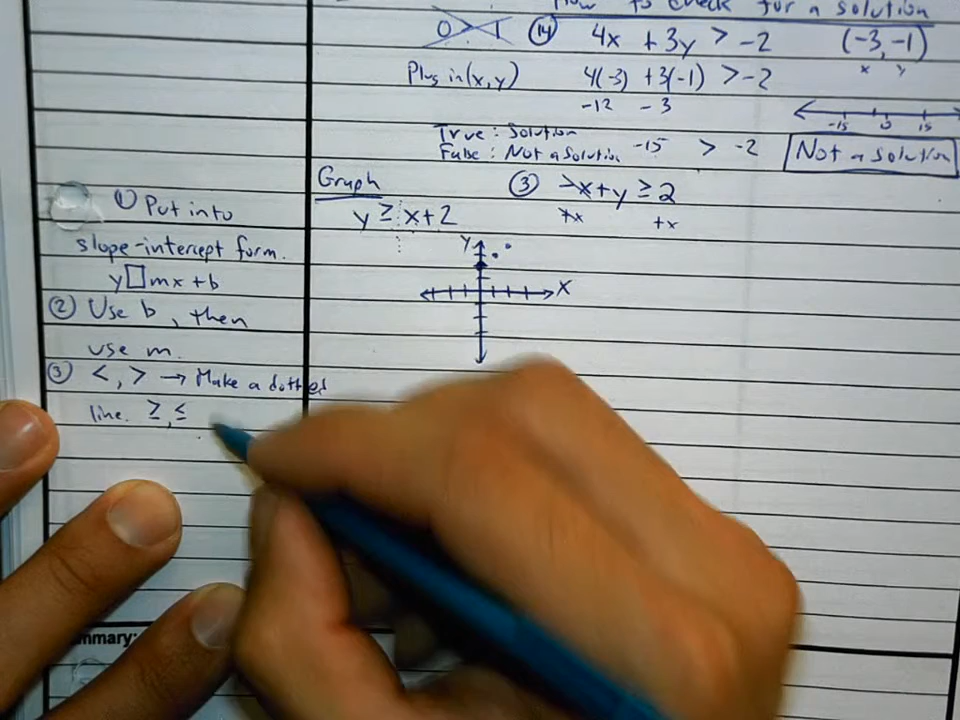 How to check for a solution
0 > 1 ⑭ 4x + 3y > -2 (-3, -1)
x y
Plug in (x, y) 4(-3) + 3(-1) > -2
-12 - 3
-15 0 15
True: Solution
False: Not a Solution -15 > -2 Not a solution
Graph ③ -x + y ≥ 2
+x +x
y ≥ x + 2
① Put into
slope-intercept form.
y □ mx + b
② Use b, then
use m.
③ <, > → Make a dotted
line. ≥, ≤
Y
X
mmary: